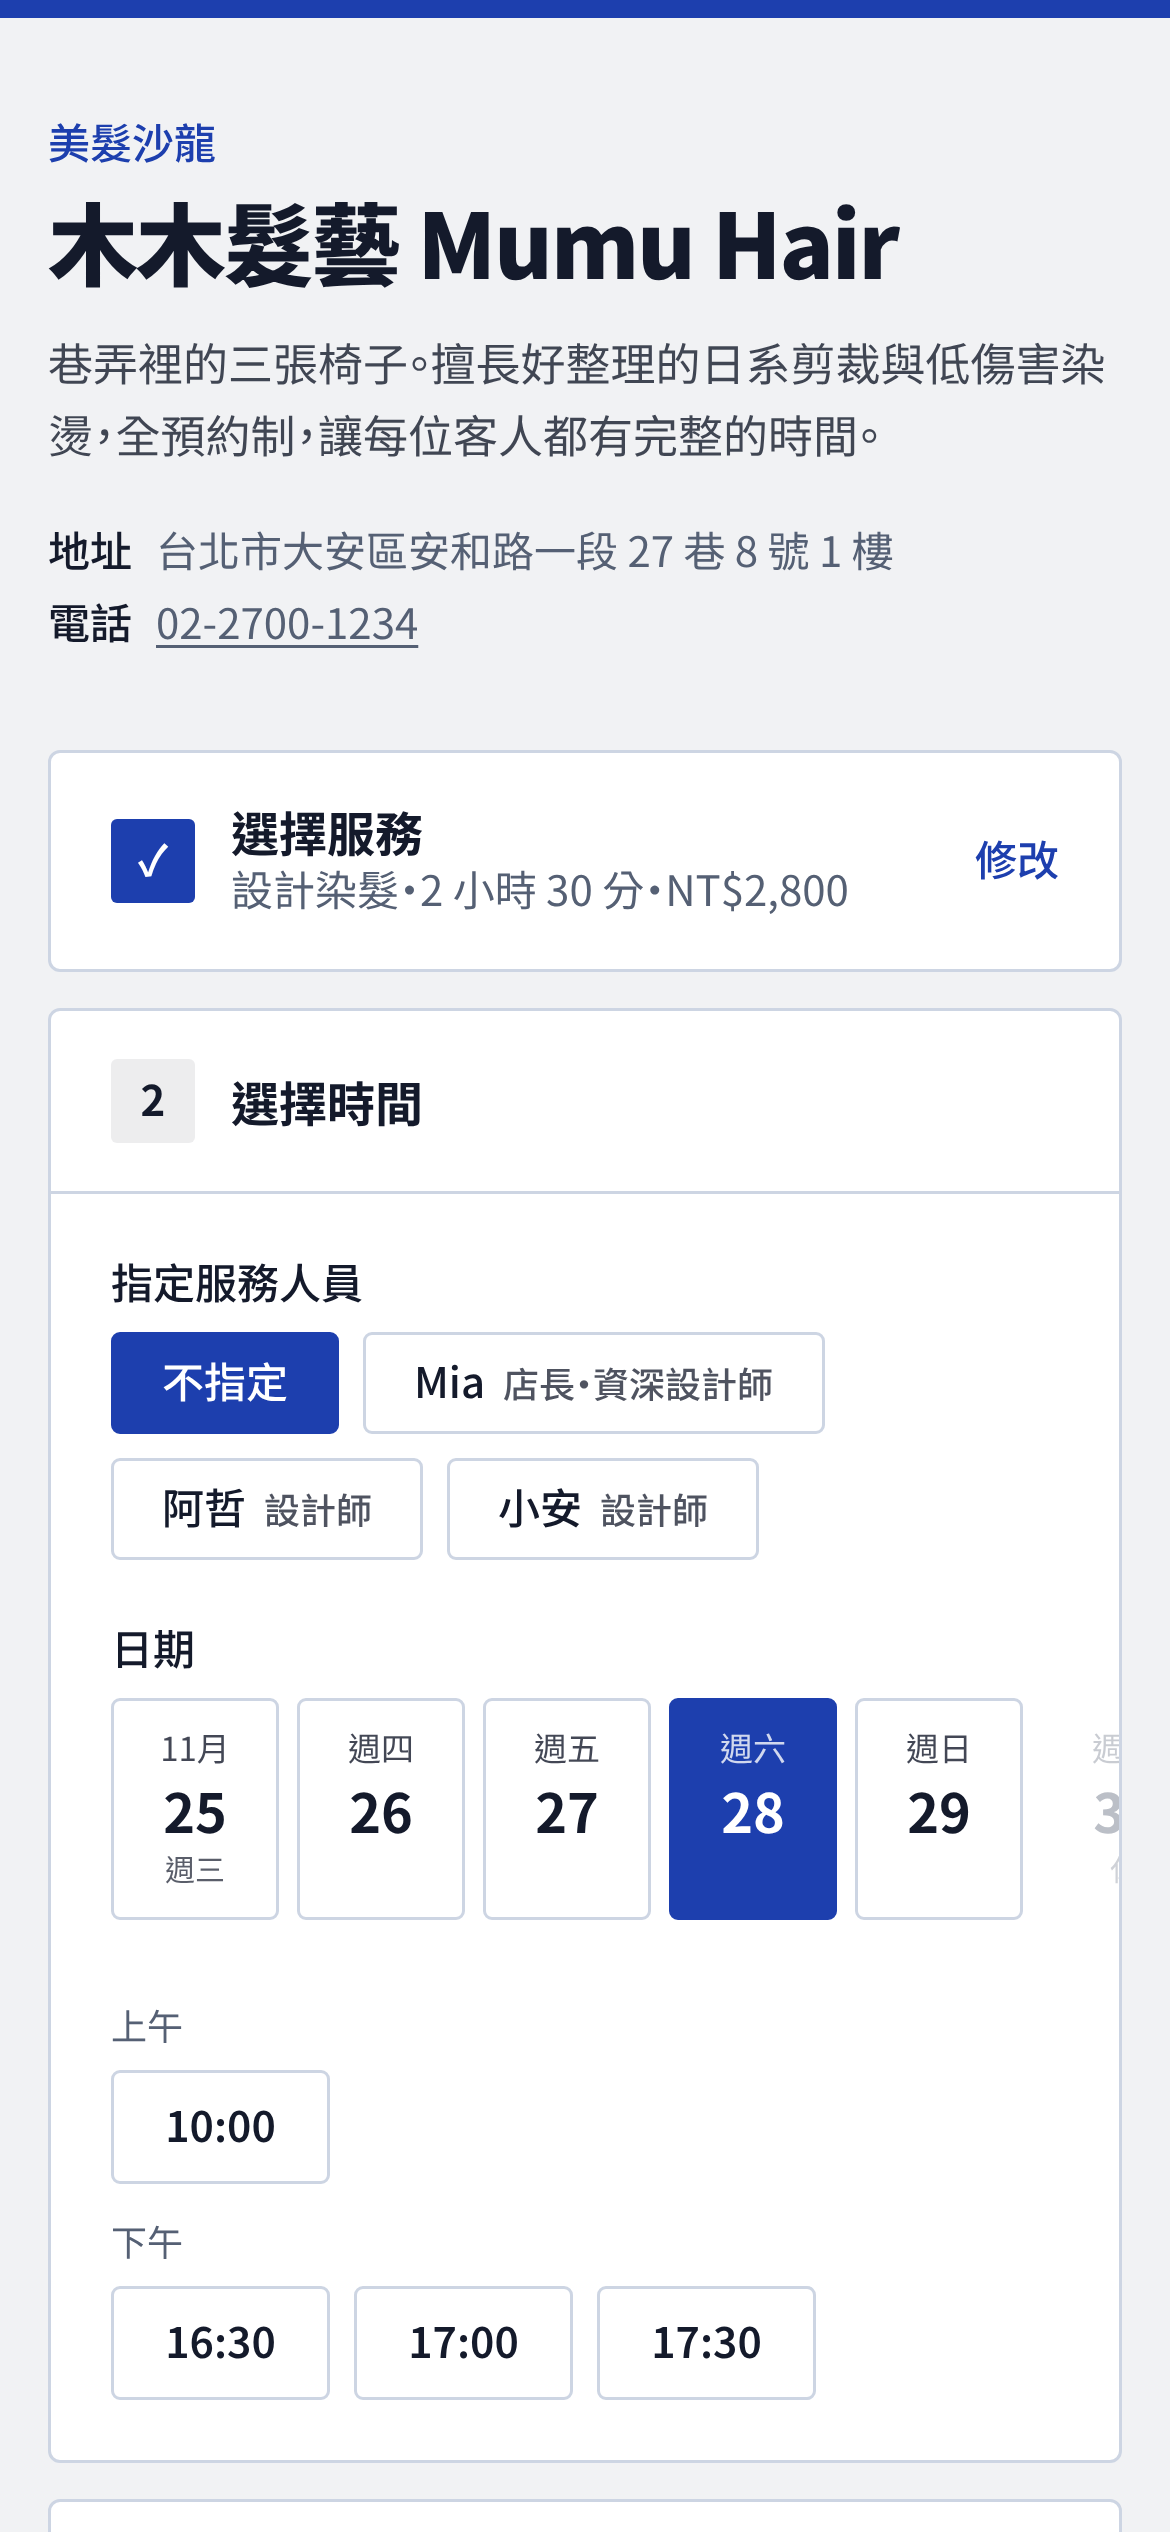 美髮沙龍
木木髮藝 Mumu Hair
巷弄裡的三張椅子。擅長好整理的日系剪裁與低傷害染
燙，全預約制，讓每位客人都有完整的時間。
地址 台北市大安區安和路一段 27 巷 8 號 1 樓
電話 02-2700-1234
✓ 選擇服務
設計染髮・2 小時 30 分・NT$2,800
修改
2 選擇時間
指定服務人員
不指定 Mia 店長・資深設計師
阿哲 設計師 小安 設計師
日期
11月 週四 週五 週六 週日
25 26 27 28 29
週三
上午
10:00
下午
16:30 17:00 17:30